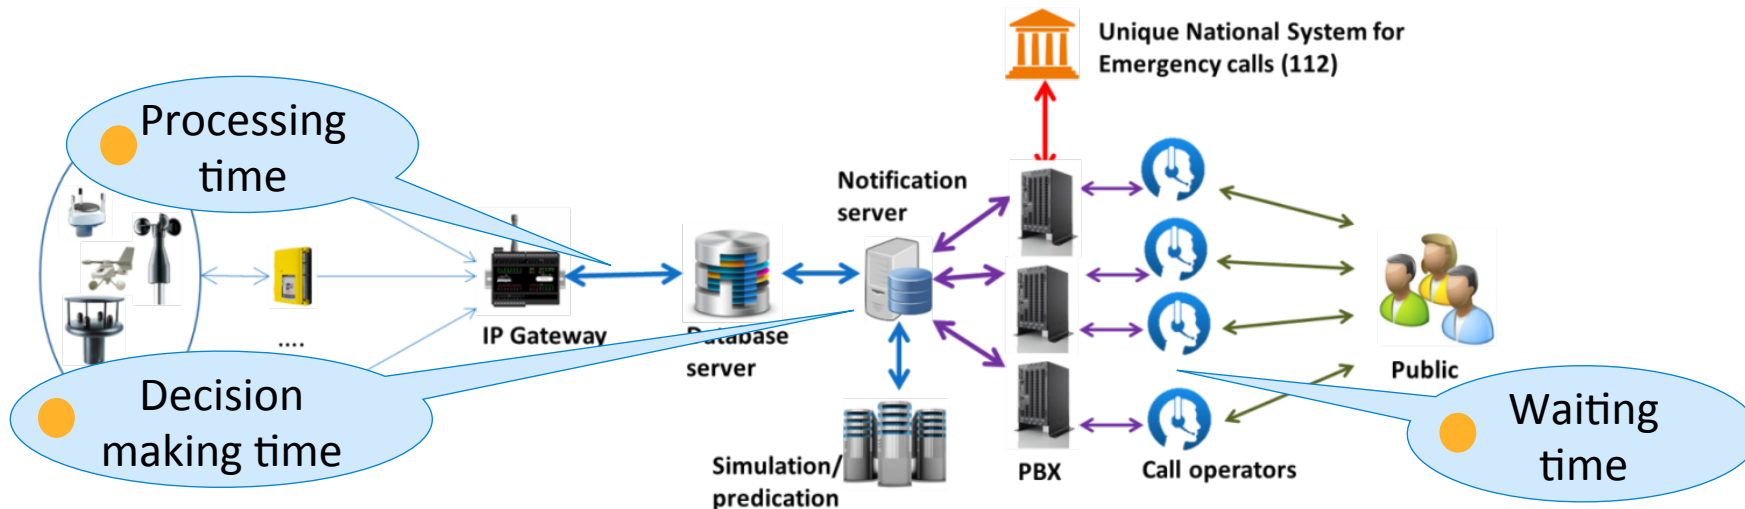 Unique National System for
Emergency calls (112)
Processing
time
Notification
server
IP Gateway
Database
server
....
Public
Decision
making time
Waiting
time
Simulation/
predication
PBX
Call operators